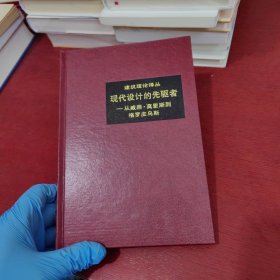 建筑理论译丛
现代设计的先驱者
—从威廉·莫里斯到
格罗皮乌斯